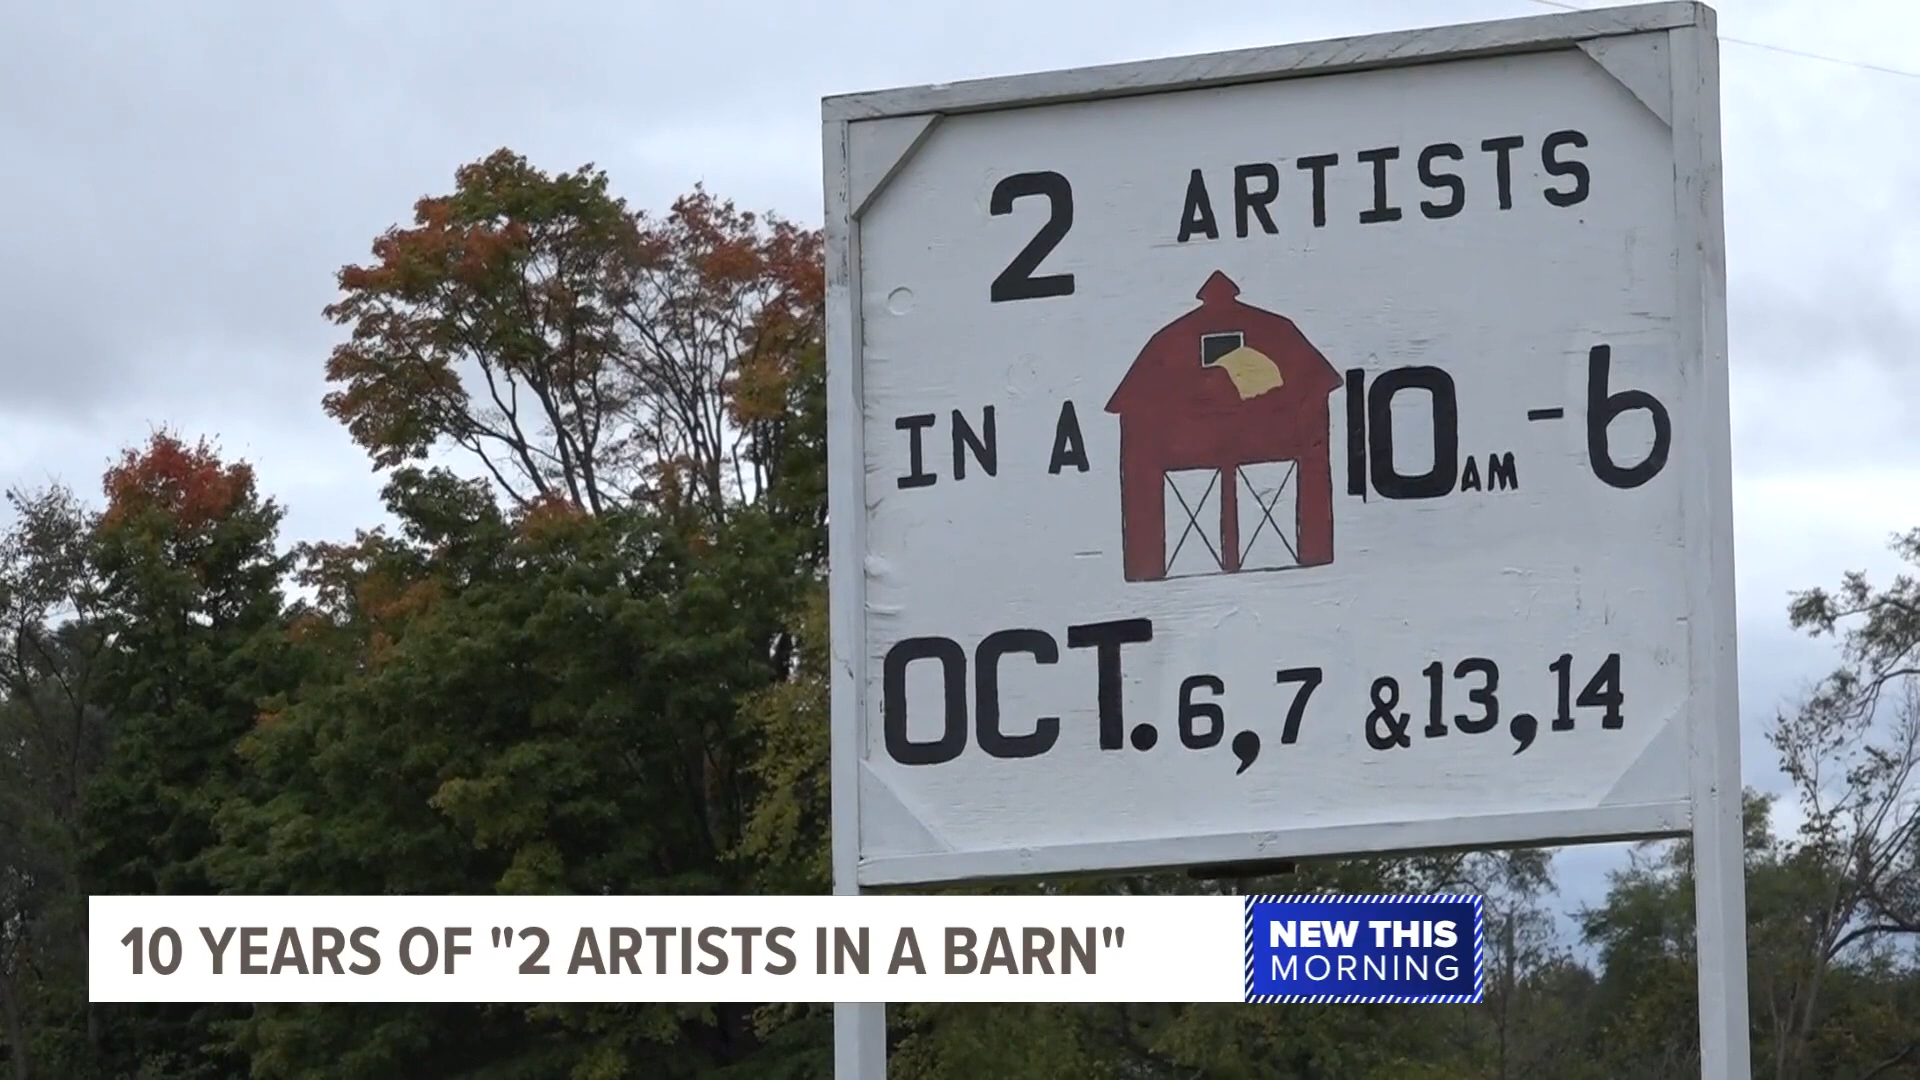 2 ARTISTS
IN A 10AM - 6
OCT. 6, 7 & 13, 14
10 YEARS OF "2 ARTISTS IN A BARN"
NEW THIS
MORNING